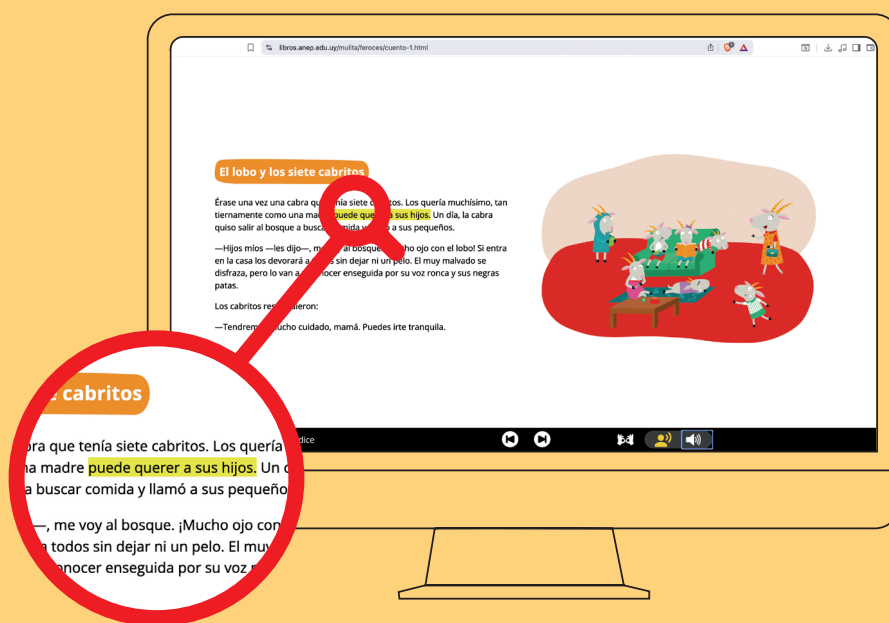 libros.anep.edu.uy/mulita/feroces/cuento-1.html
El lobo y los siete cabritos
Érase una vez una cabra que tenía siete cabritos. Los quería muchísimo, tan
tiernamente como una madre puede querer a sus hijos. Un día, la cabra
quiso salir al bosque a buscar comida y llamó a sus pequeños.
—Hijos míos —les dijo—, me voy al bosque. ¡Mucho ojo con el lobo! Si entra
en la casa los devorará a todos sin dejar ni un pelo. El muy malvado se
disfraza, pero lo van a conocer enseguida por su voz ronca y sus negras
patas.
Los cabritos respondieron:
—Tendremos mucho cuidado, mamá. Puedes irte tranquila.
dice
cabritos
bra que tenía siete cabritos. Los quería
na madre puede querer a sus hijos. Un
a buscar comida y llamó a sus pequeño
—, me voy al bosque. ¡Mucho ojo con
a todos sin dejar ni un pelo. El muy
onocer enseguida por su voz